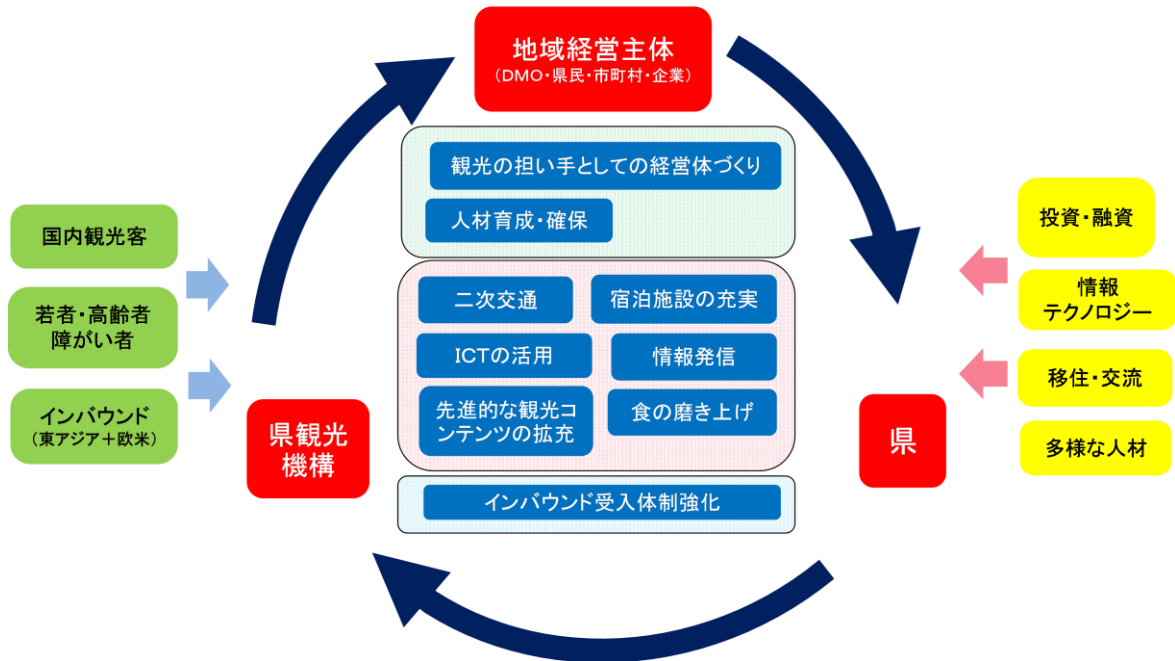 地域経営主体
（DMO・県民・市町村・企業）
観光の担い手としての経営体づくり
人材育成・確保
国内観光客
若者・高齢者
障がい者
インバウンド
（東アジア＋欧米）
二次交通
宿泊施設の充実
ICTの活用
情報発信
先進的な観光コ
ンテンツの拡充
食の磨き上げ
インバウンド受入体制強化
県観光
機構
県
投資・融資
情報
テクノロジー
移住・交流
多様な人材